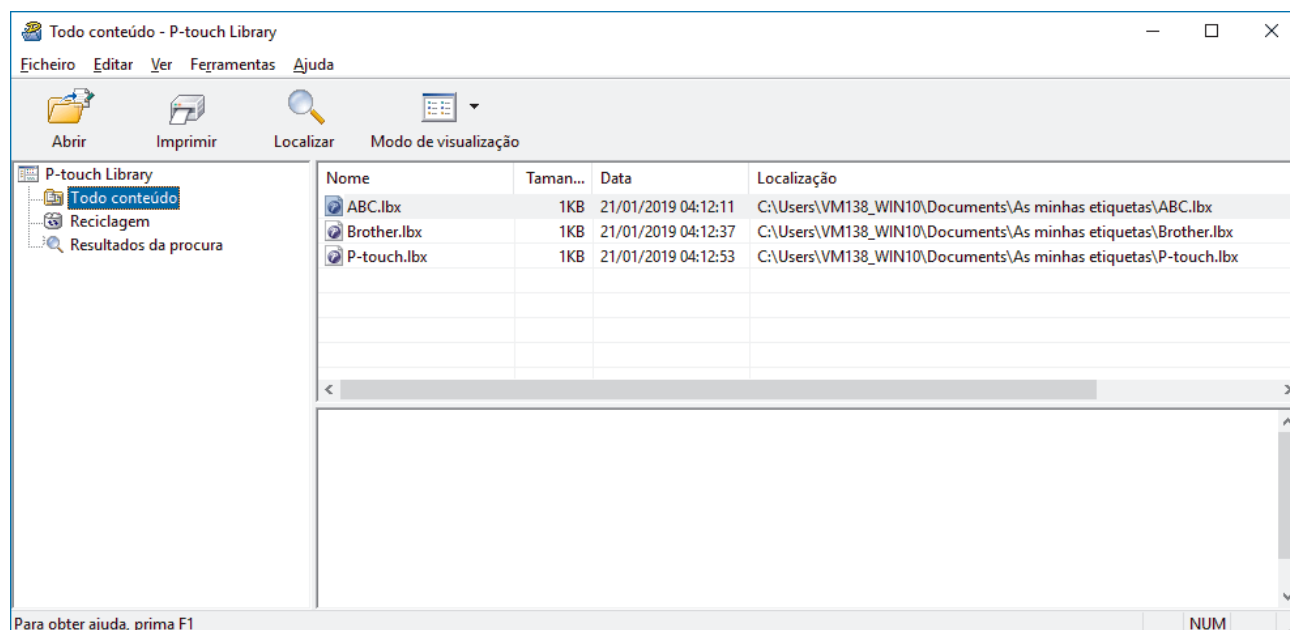 Todo conteúdo - P-touch Library
Ficheiro Editar Ver Ferramentas Ajuda
Abrir Imprimir Localizar Modo de visualização
P-touch Library
Todo conteúdo
Reciclagem
Resultados da procura
Nome Taman... Data Localização
ABC.lbx 1KB 21/01/2019 04:12:11 C:\Users\VM138_WIN10\Documents\As minhas etiquetas\ABC.lbx
Brother.lbx 1KB 21/01/2019 04:12:37 C:\Users\VM138_WIN10\Documents\As minhas etiquetas\Brother.lbx
P-touch.lbx 1KB 21/01/2019 04:12:53 C:\Users\VM138_WIN10\Documents\As minhas etiquetas\P-touch.lbx
Para obter ajuda, prima F1 NUM